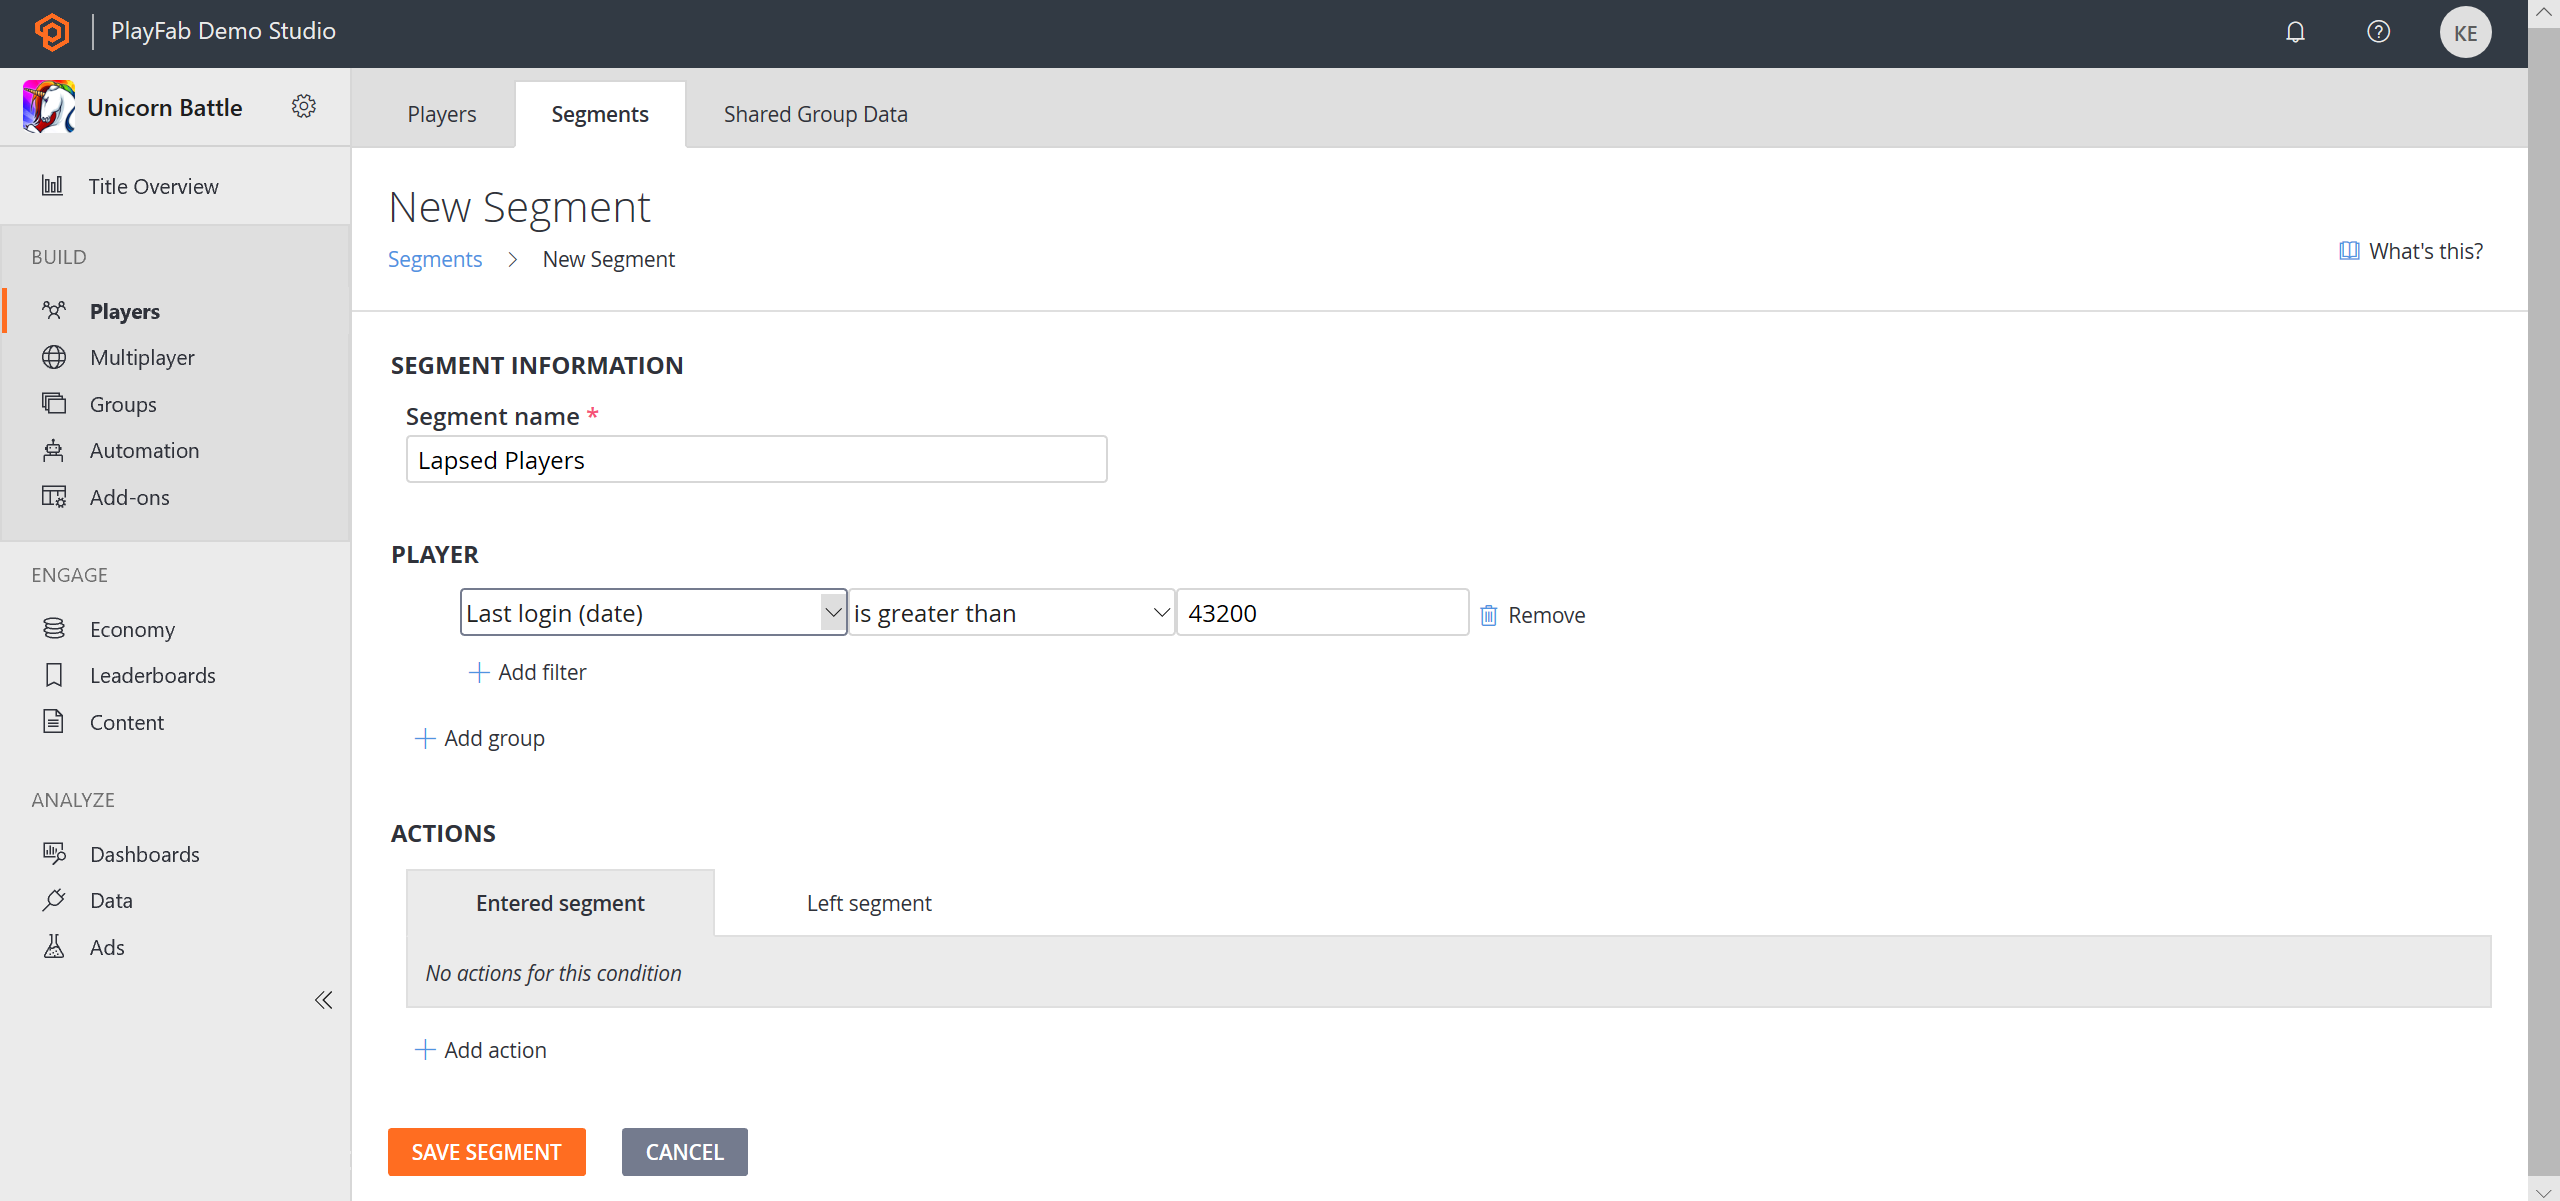 PlayFab Demo Studio
KE
Unicorn Battle
Players
Segments
Shared Group Data
Title Overview
BUILD
Players
Multiplayer
Groups
Automation
Add-ons
ENGAGE
Economy
Leaderboards
Content
ANALYZE
Dashboards
Data
Ads
New Segment
Segments > New Segment
What's this?
SEGMENT INFORMATION
Segment name *
Lapsed Players
PLAYER
Last login (date) is greater than 43200 Remove
Add filter
Add group
ACTIONS
Entered segment
Left segment
No actions for this condition
Add action
SAVE SEGMENT
CANCEL